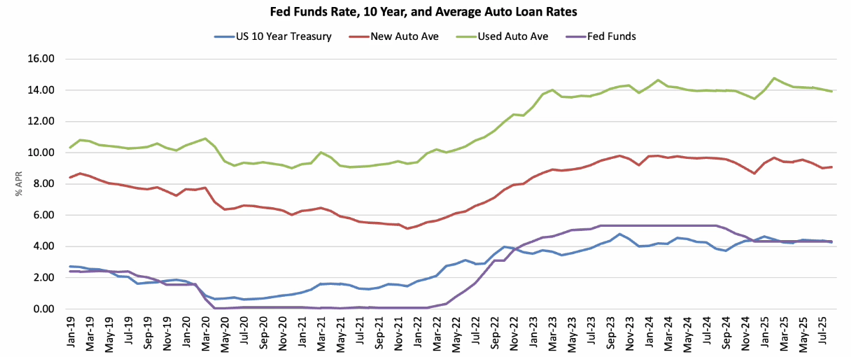 Fed Funds Rate, 10 Year, and Average Auto Loan Rates
US 10 Year Treasury New Auto Ave Used Auto Ave Fed Funds
16.00
14.00
12.00
10.00
8.00
6.00
4.00
2.00
0.00
% APR
Jan-19
Mar-19
May-19
Jul-19
Sep-19
Nov-19
Jan-20
Mar-20
May-20
Jul-20
Sep-20
Nov-20
Jan-21
Mar-21
May-21
Jul-21
Sep-21
Nov-21
Jan-22
Mar-22
May-22
Jul-22
Sep-22
Nov-22
Jan-23
Mar-23
May-23
Jul-23
Sep-23
Nov-23
Jan-24
Mar-24
May-24
Jul-24
Sep-24
Nov-24
Jan-25
Mar-25
May-25
Jul-25